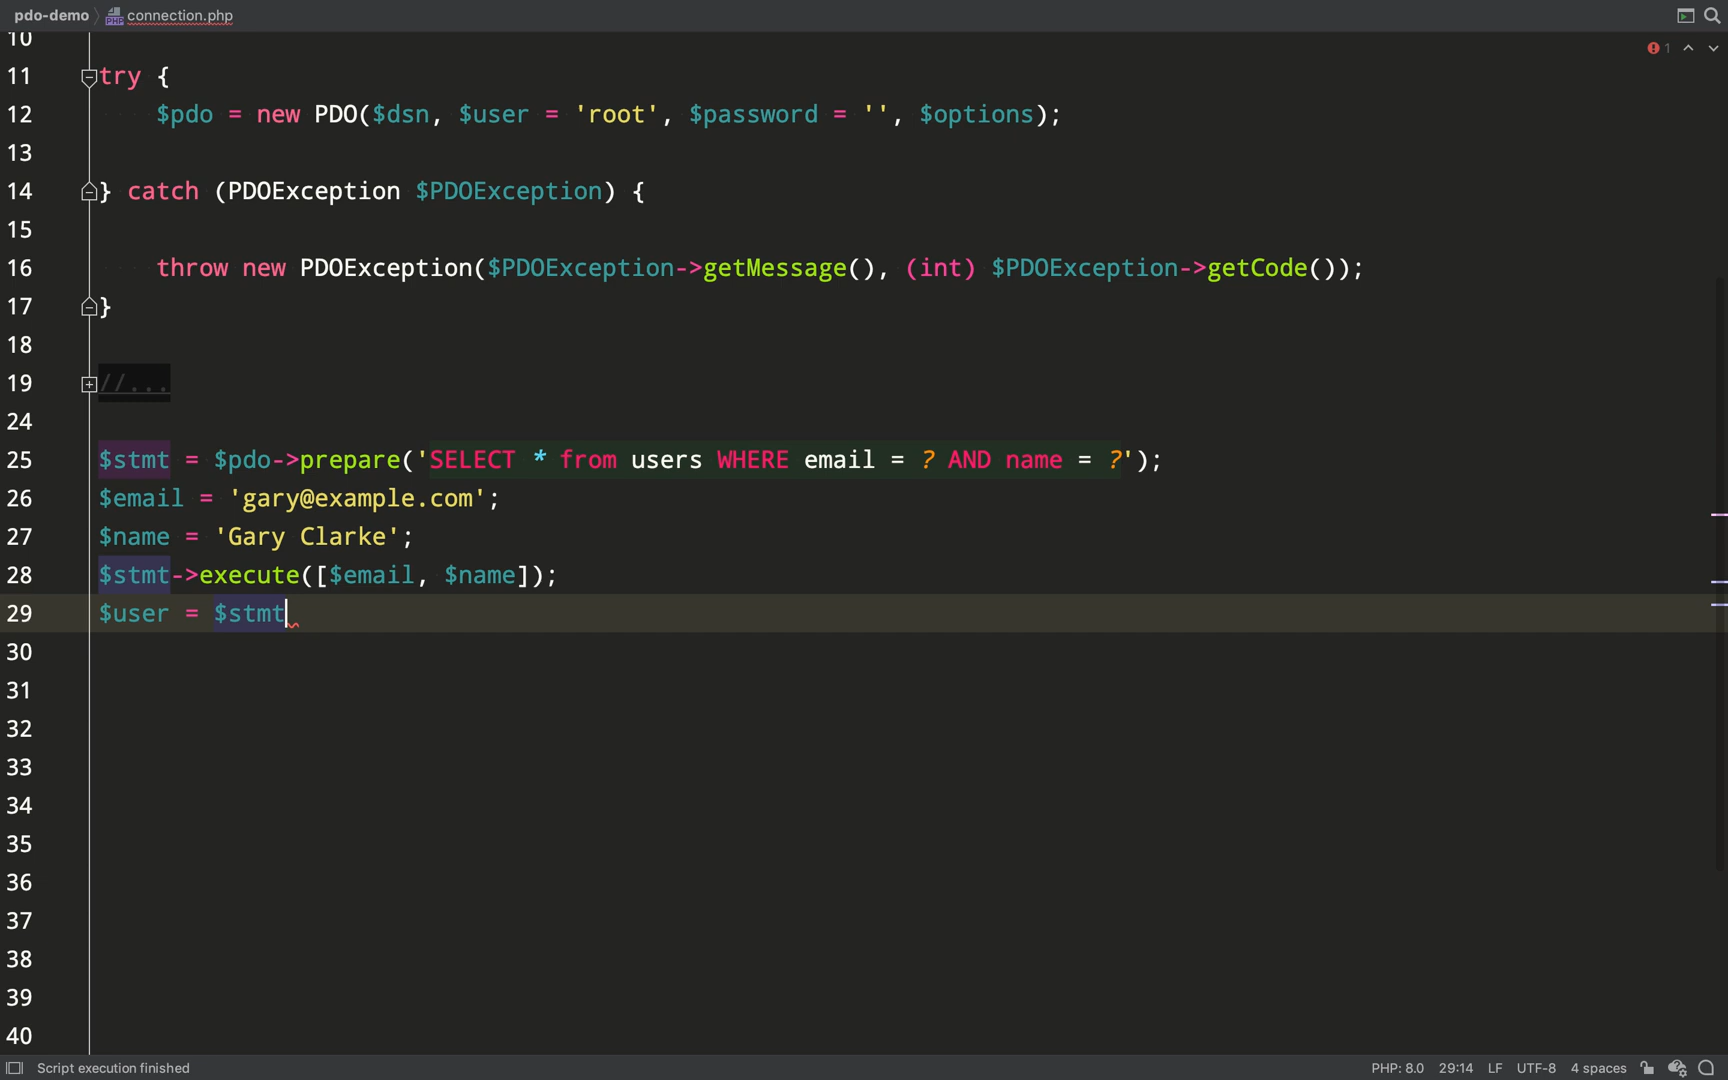 pdo-demo connection.php
1
10
11 try {
12 $pdo = new PDO($dsn, $user = 'root', $password = '', $options);
13
14 } catch (PDOException $PDOException) {
15
16 throw new PDOException($PDOException->getMessage(), (int) $PDOException->getCode());
17 }
18
19 //...
24
25 $stmt = $pdo->prepare('SELECT * from users WHERE email = ? AND name = ?');
26 $email = 'gary@example.com';
27 $name = 'Gary Clarke';
28 $stmt->execute([$email, $name]);
29 $user = $stmt
30
31
32
33
34
35
36
37
38
39
40
Script execution finished PHP: 8.0 29:14 LF UTF-8 4 spaces